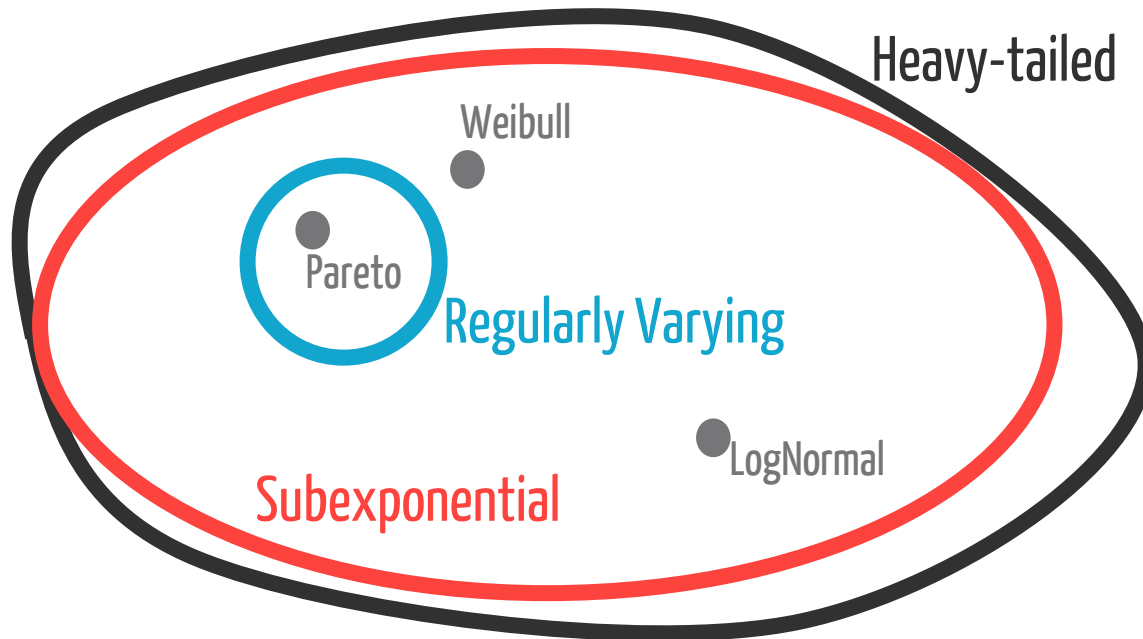 Heavy-tailed
Weibull
Pareto
Regularly Varying
LogNormal
Subexponential